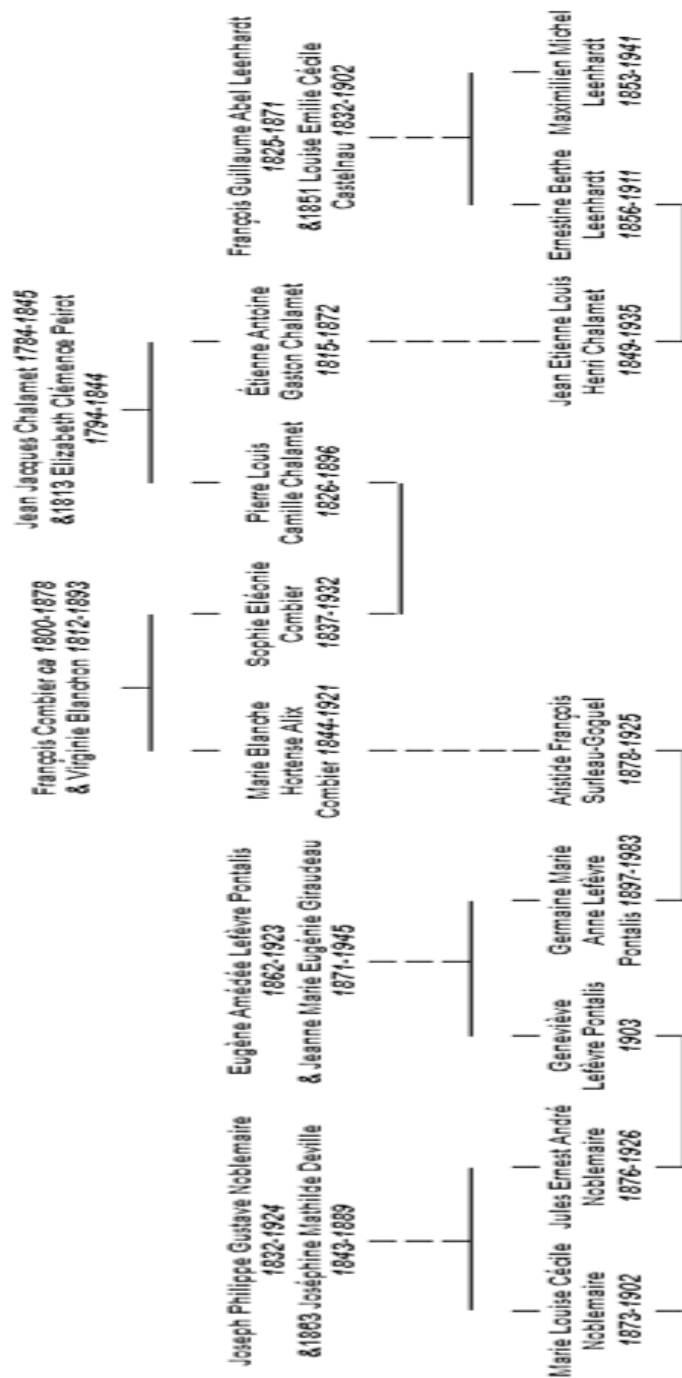 François Combier ca 1800-1878
& Virginie Blanchon 1812-1893
Jean Jacques Chalamet 1784-1845
&1813 Elizabeth Clémence Peirot
1794-1844
Joseph Philippe Gustave Noblemaire
1832-1924
&1863 Joséphine Mathilde Deville
1843-1889
Eugène Amédée Lefèvre Pontalis
1862-1923
& Jeanne Marie Eugénie Giraudeau
1871-1945
Marie Blanche
Hortense Alix
Combier 1844-1921
Sophie Eléonie
Combier
1837-1932
Pierre Louis
Camille Chalamet
1826-1896
Étienne Antoine
Gaston Chalamet
1815-1872
François Guillaume Abel Leenhardt
1825-1871
&1851 Louise Emilie Cécile
Castelnau 1832-1902
Marie Louise Cécile
Noblemaire
1873-1902
Jules Ernest André
Noblemaire
1876-1926
Geneviève
Lefèvre Pontalis
1903
Germaine Marie
Anne Lefèvre
Pontalis 1897-1983
Aristide François
Surleau-Goguel
1878-1925
Jean Etienne Louis
Henri Chalamet
1849-1935
Ernestine Berthe
Leenhardt
1856-1911
Maximilien Michel
Leenhardt
1853-1941